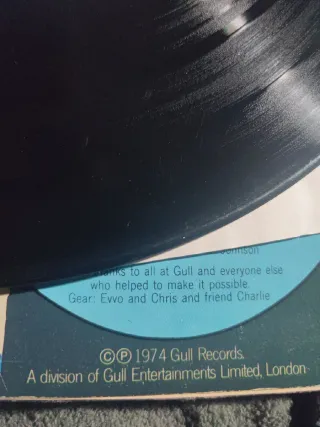 to all at Gull and everyone else
who helped to make it possible.
Gear: Evvo and Chris and friend Charlie
©℗ 1974 Gull Records.
A division of Gull Entertainments Limited, London